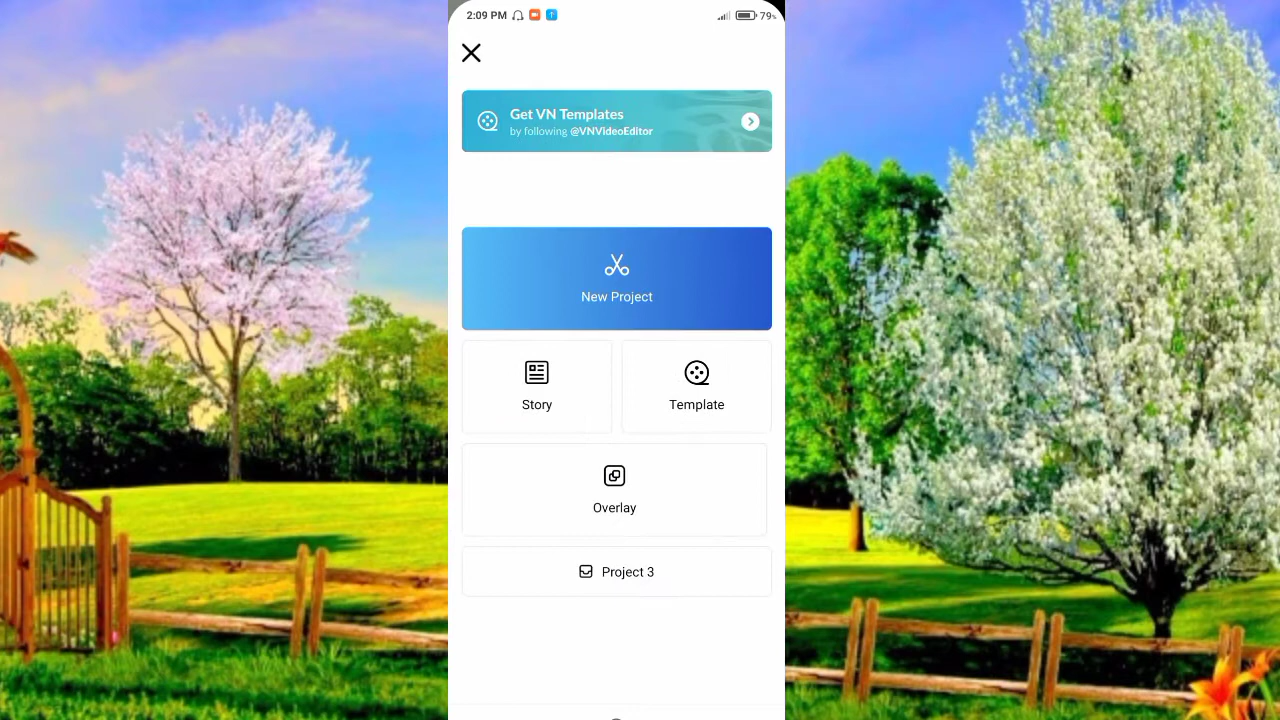 2:09 PM
79%
Get VN Templates
by following @VNVideoEditor
New Project
Story
Template
Overlay
Project 3